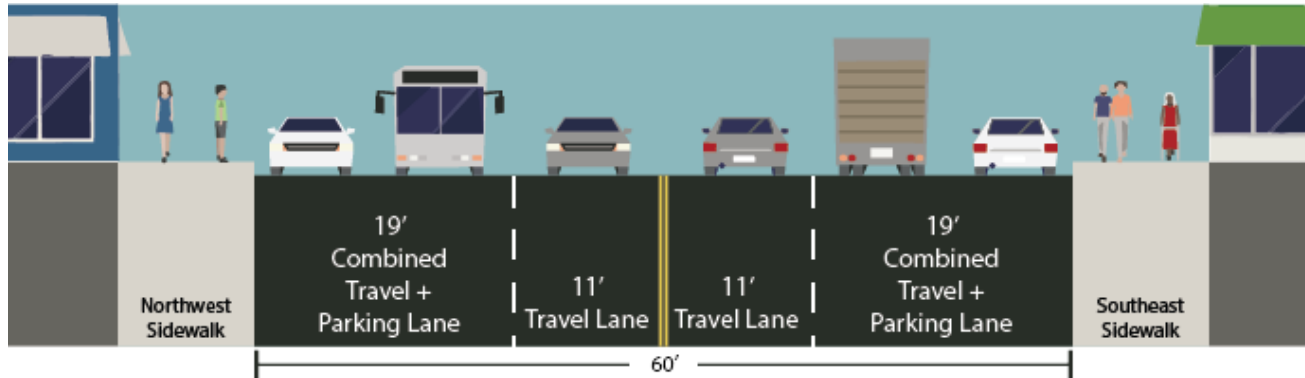 Northwest
Sidewalk
19′
Combined
Travel +
Parking Lane
11′
Travel Lane
11′
Travel Lane
19′
Combined
Travel +
Parking Lane
Southeast
Sidewalk
60′